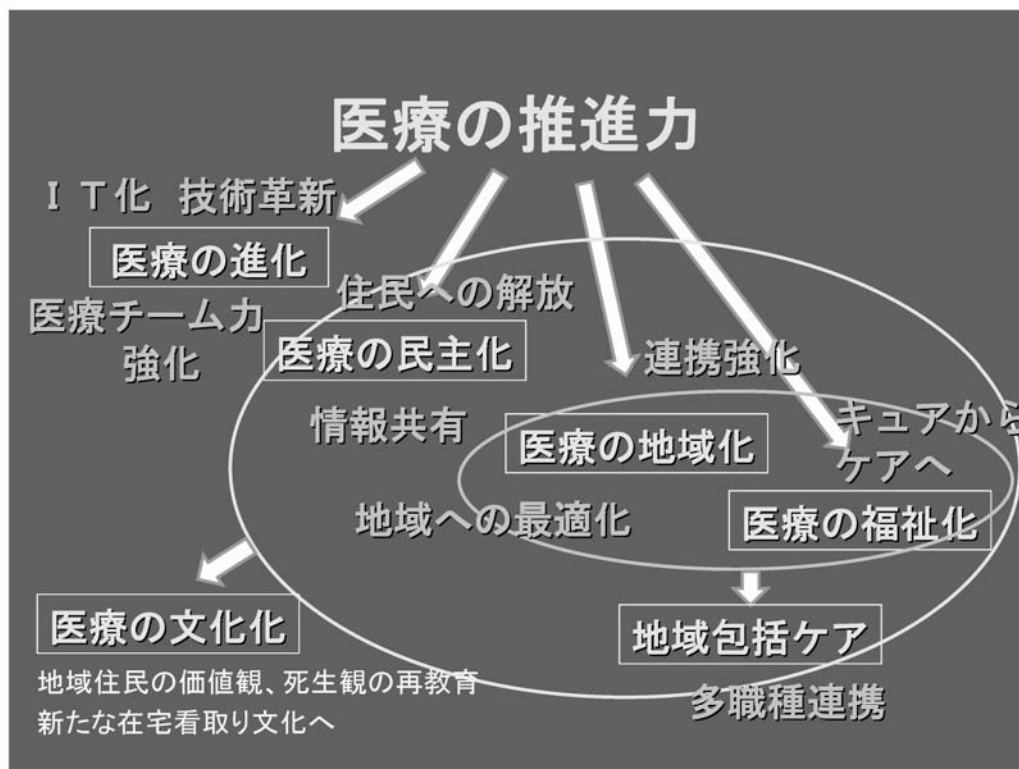 医療の推進力
ＩＴ化 技術革新
医療の進化
医療チーム力
強化
住民への解放
医療の民主化
情報共有
連携強化
医療の地域化
地域への最適化
キュアから
ケアへ
医療の福祉化
地域包括ケア
多職種連携
医療の文化化
地域住民の価値観、死生観の再教育
新たな在宅看取り文化へ